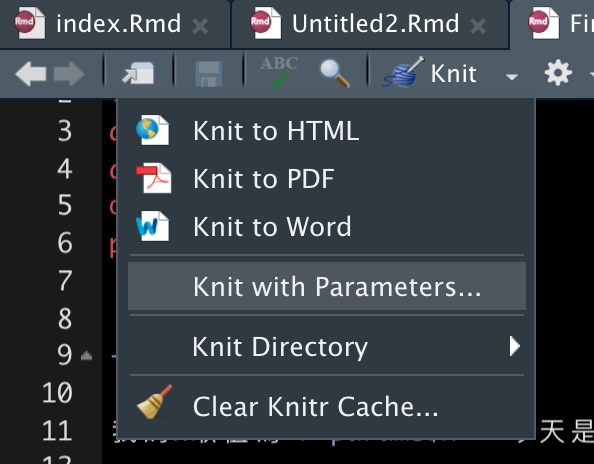 index.Rmd
Untitled2.Rmd
ABC
Knit
Knit to HTML
3
Knit to PDF
4
Knit to Word
5
6
Knit with Parameters...
7
8
Knit Directory
9
10
Clear Knitr Cache...
11
天是